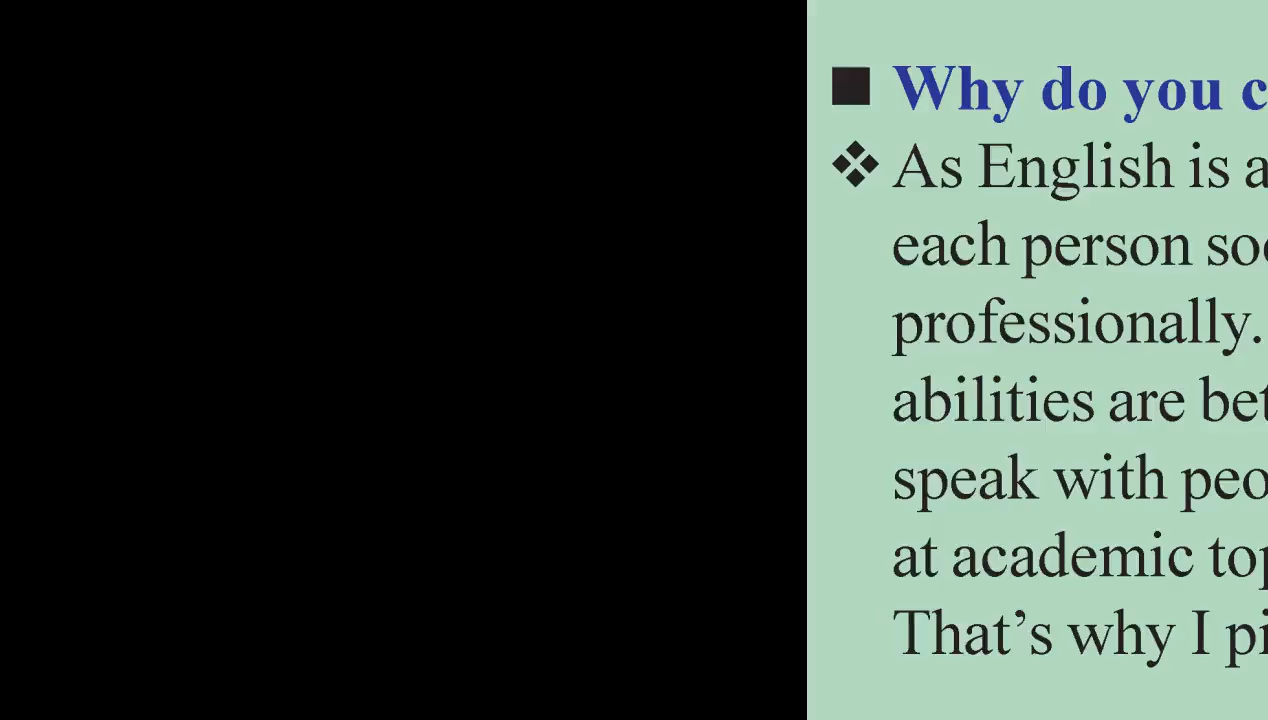 Why do you
As English is
each person
professionally.
abilities are
speak with
at academic
That's why I